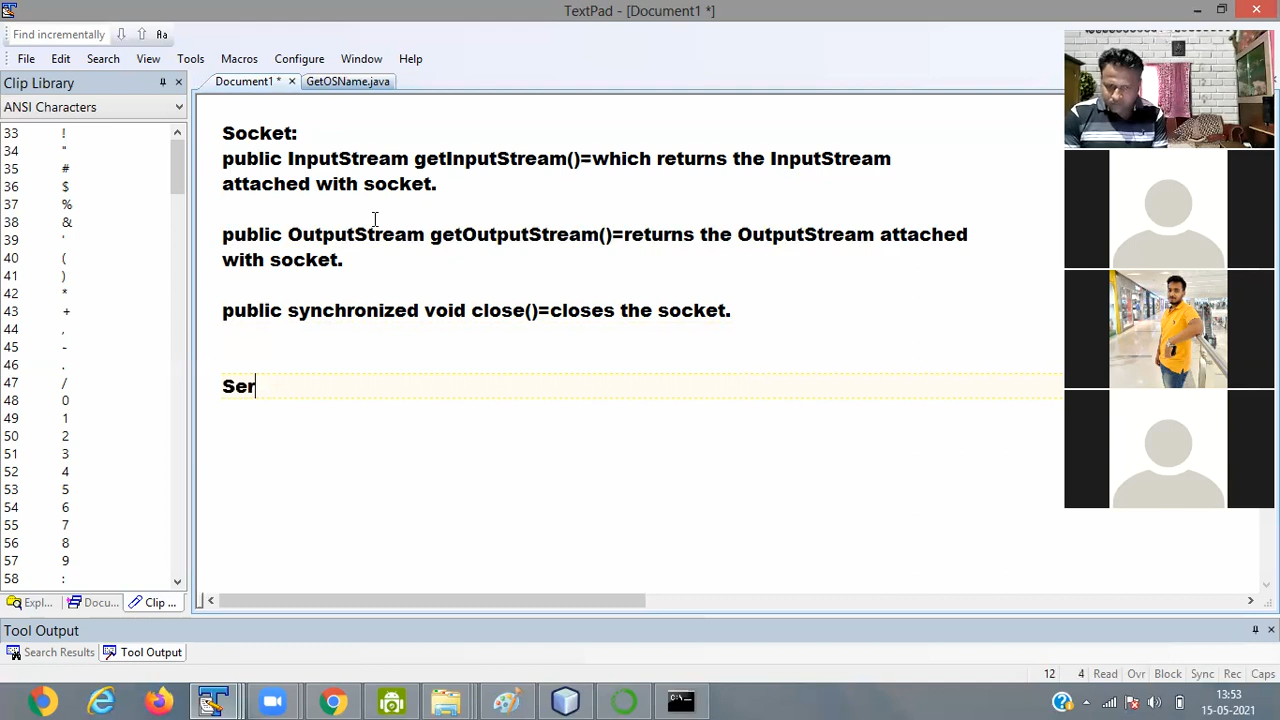 TextPad - [Document1 *]
Find incrementally
Aa
File Edit Search View Tools Macros Configure Window Help
Clip Library
Document1 * GetOSName.java
ANSI Characters
33 !
34 "
35 #
36 $
37 %
38 &
39 '
40 (
41 )
42 *
43 +
44 ,
45 -
46 .
47 /
48 0
49 1
50 2
51 3
52 4
53 5
54 6
55 7
56 8
57 9
58 :
Socket:
public InputStream getInputStream()=which returns the InputStream
attached with socket.
public OutputStream getOutputStream()=returns the OutputStream attached
with socket.
public synchronized void close()=closes the socket.
Ser
Expl... Docu... Clip ...
Tool Output
Search Results Tool Output
12 4 Read Ovr Block Sync Rec Caps
13:53
15-05-2021